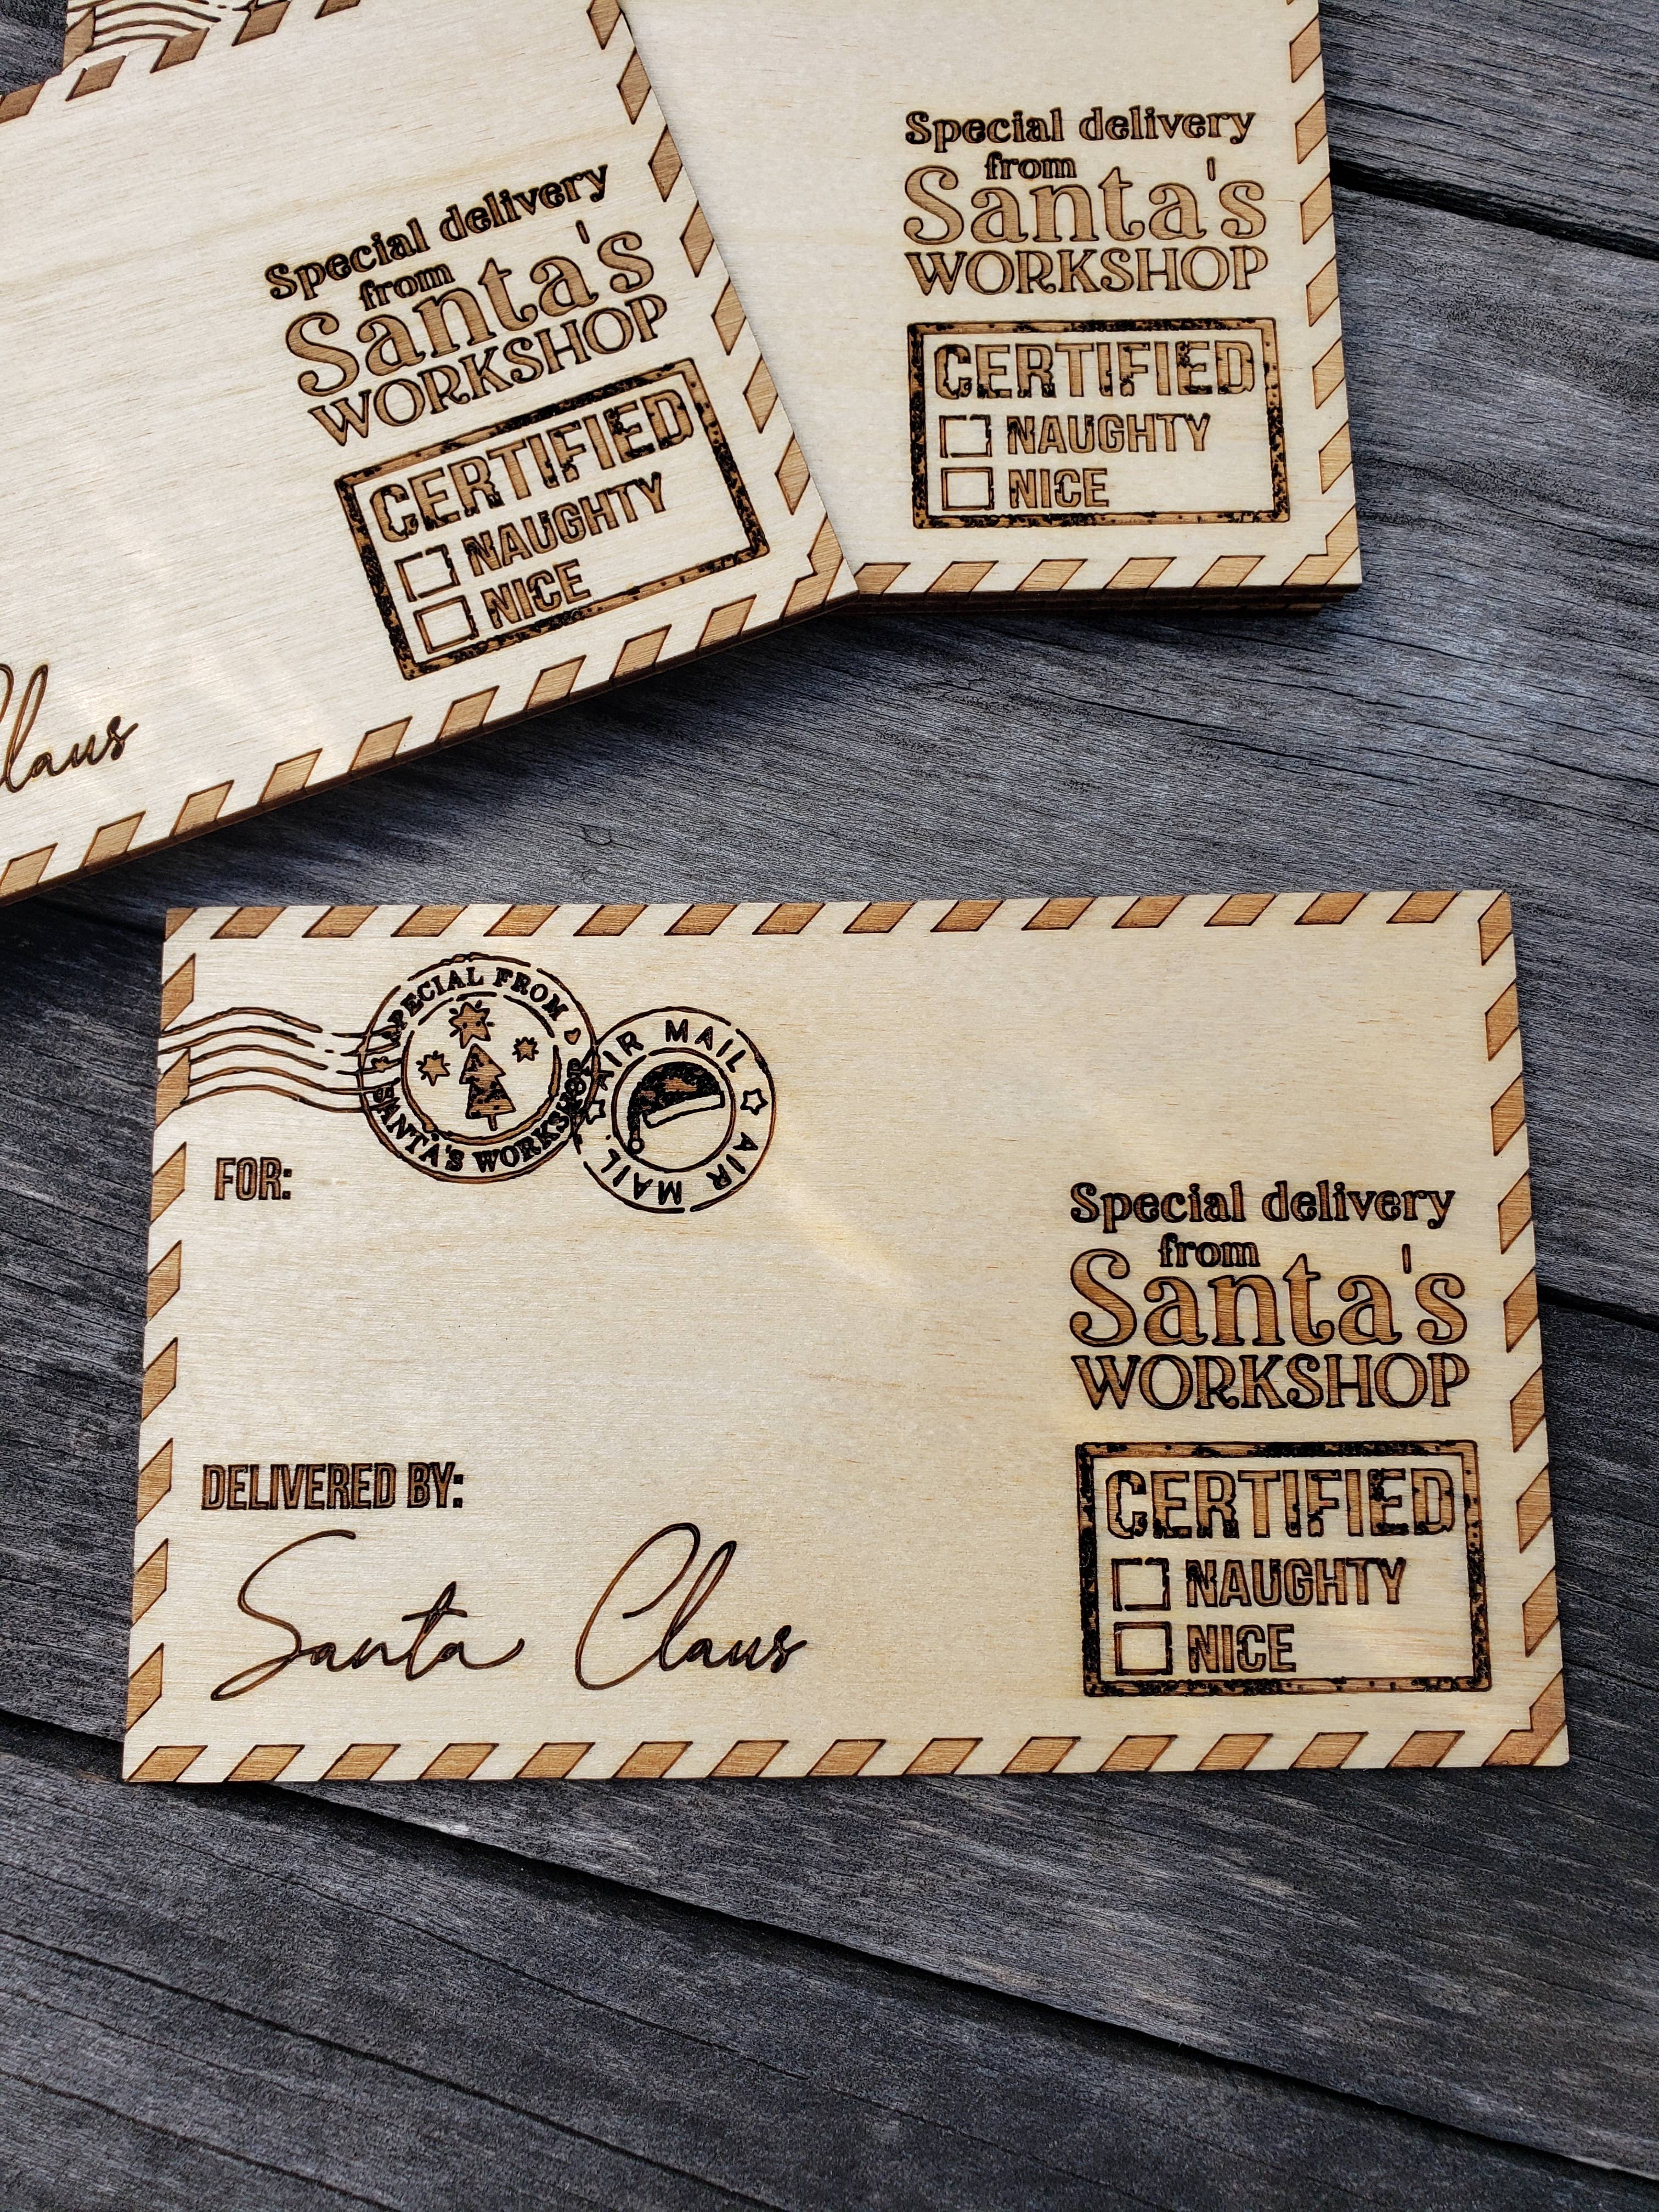 Special delivery
from
Santa's
WORKSHOP
CERTIFIED
NAUGHTY
NICE
Claus
Special delivery
from
Santa's
WORKSHOP
CERTIFIED
NAUGHTY
NICE
SPECIAL FROM
SANTA'S WORKSHOP
AIR MAIL
AIR MAIL
FOR:
Special delivery
from
Santa's
WORKSHOP
DELIVERED BY:
Santa Claus
CERTIFIED
NAUGHTY
NICE